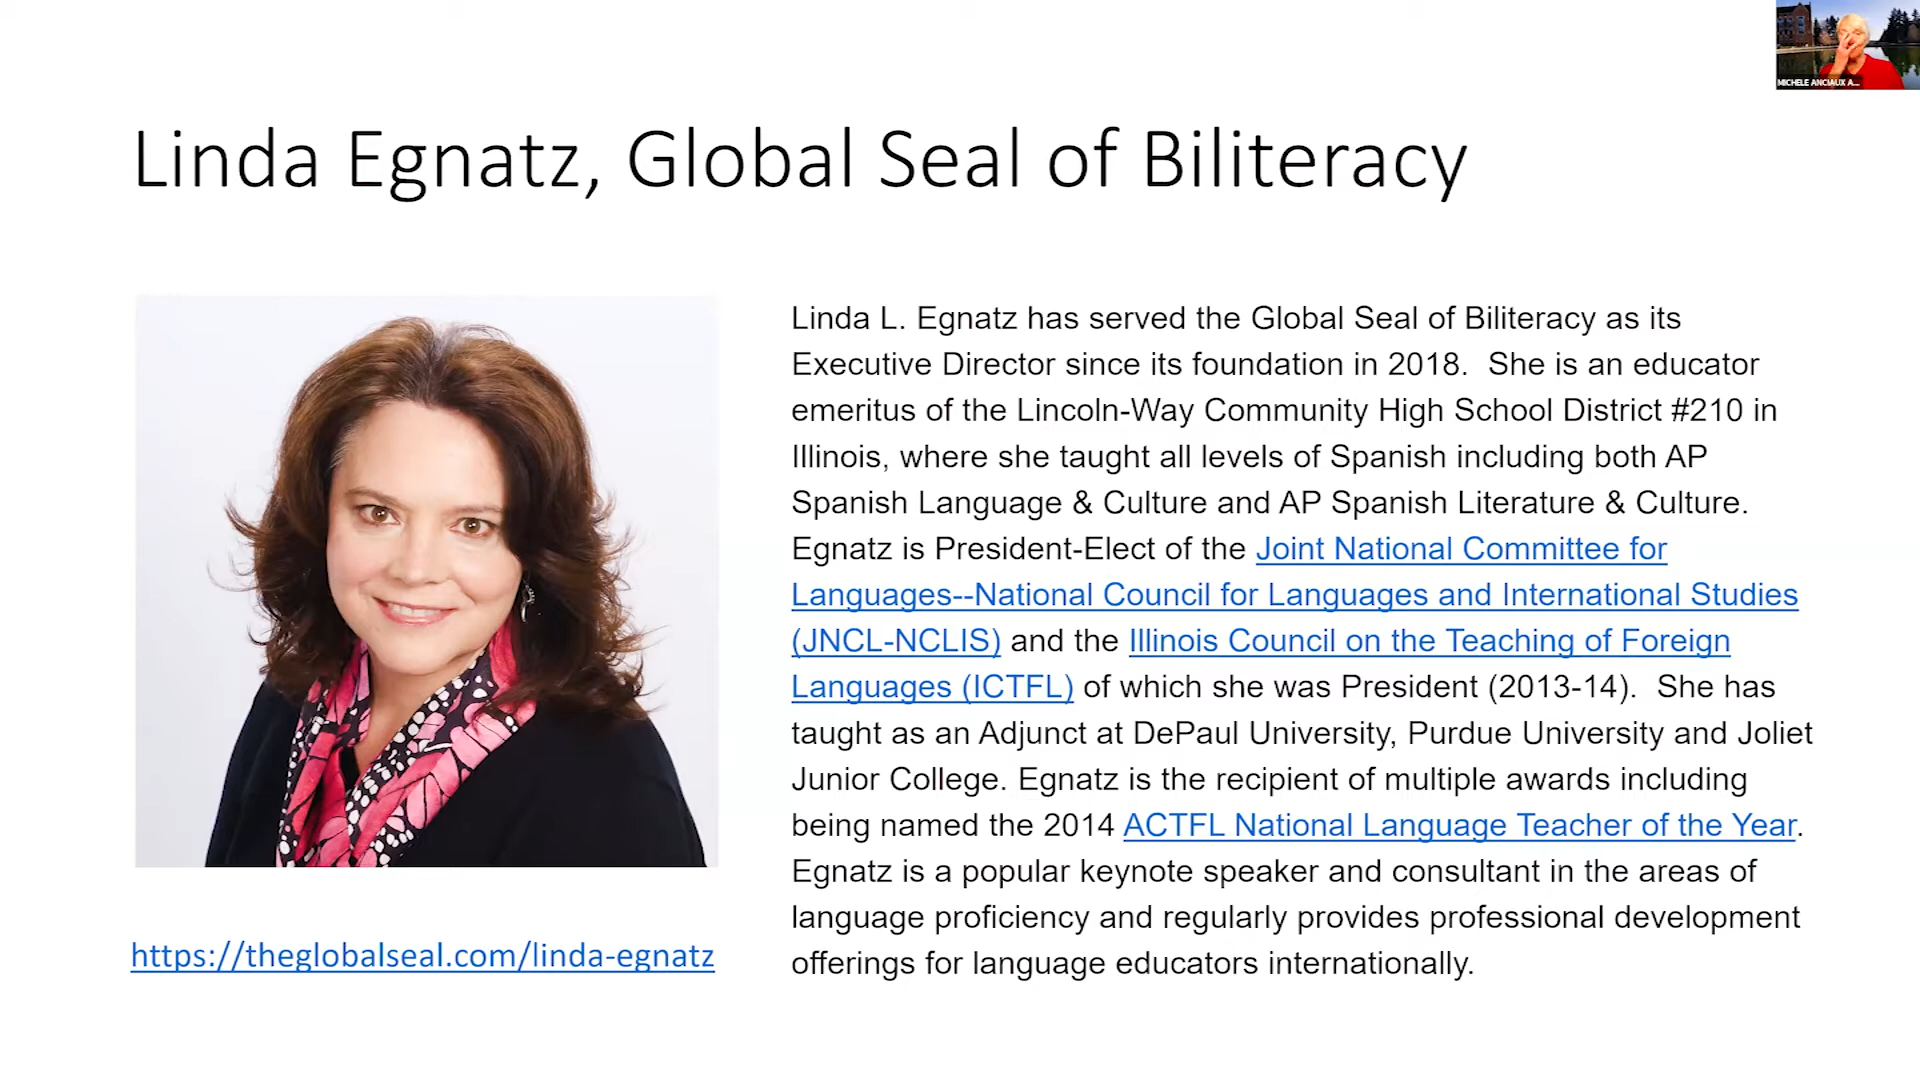 MICHELE ANCIAUX A...
Linda Egnatz, Global Seal of Biliteracy
Linda L. Egnatz has served the Global Seal of Biliteracy as its
Executive Director since its foundation in 2018.  She is an educator
emeritus of the Lincoln-Way Community High School District #210 in
Illinois, where she taught all levels of Spanish including both AP
Spanish Language & Culture and AP Spanish Literature & Culture.
Egnatz is President-Elect of the Joint National Committee for
Languages--National Council for Languages and International Studies
(JNCL-NCLIS) and the Illinois Council on the Teaching of Foreign
Languages (ICTFL) of which she was President (2013-14).  She has
taught as an Adjunct at DePaul University, Purdue University and Joliet
Junior College. Egnatz is the recipient of multiple awards including
being named the 2014 ACTFL National Language Teacher of the Year.
Egnatz is a popular keynote speaker and consultant in the areas of
language proficiency and regularly provides professional development
offerings for language educators internationally.
https://theglobalseal.com/linda-egnatz